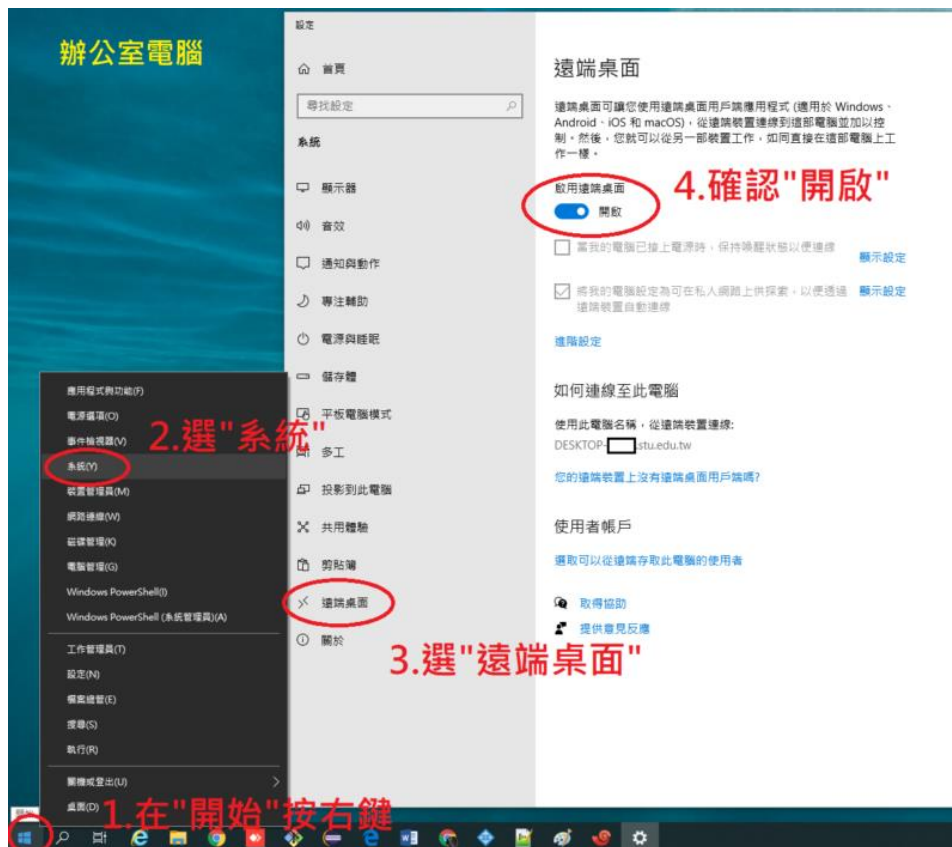 辦公室電腦
設定
首頁
尋找設定
系統
顯示器
音效
通知與動作
專注輔助
電源與睡眠
儲存體
平板電腦模式
多工
投影到此電腦
共用體驗
剪貼簿
遠端桌面
關於
3.選"遠端桌面"
遠端桌面
遠端桌面可讓您使用遠端桌面用戶端應用程式 (適用於 Windows、
Android、iOS 和 macOS)，從遠端裝置連線到這部電腦並加以控
制。然後，您就可以從另一部裝置工作，如同直接在這部電腦上工
作一樣。
啟用遠端桌面
開啟
4.確認"開啟"
當我的電腦已接上電源時，保持喚醒狀態以便連線
顯示設定
將我的電腦設定為可在私人網路上供探索，以便透過
遠端裝置自動連線
顯示設定
進階設定
如何連線至此電腦
使用此電腦名稱，從遠端裝置連線:
DESKTOP- .stu.edu.tw
您的遠端裝置上沒有遠端桌面用戶端嗎?
使用者帳戶
選取可以從遠端存取此電腦的使用者
取得協助
提供意見反應
應用程式與功能(F)
電源選項(O)
事件檢視器(V)
2.選"系統"
系統(Y)
裝置管理員(M)
網路連線(W)
磁碟管理(K)
電腦管理(G)
Windows PowerShell(I)
Windows PowerShell (系統管理員)(A)
工作管理員(T)
設定(N)
檔案總管(E)
搜尋(S)
執行(R)
關機或登出(U)
桌面(D)
1.在"開始"按右鍵